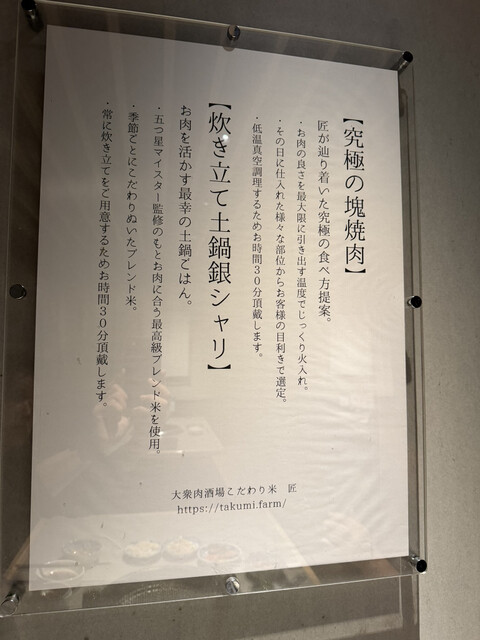 【究極の塊焼肉】
匠が辿り着いた究極の食べ方提案。
・お肉の良さを最大限に引き出す温度でじっくり火入れ。
・その日に仕入れた様々な部位からお客様の目利きで選定。
・低温真空調理するためお時間30分頂戴します。
【炊き立て土鍋銀シャリ】
お肉を活かす最幸の土鍋ごはん。
・五つ星マイスター監修のもとお肉に合う最高級ブレンド米を使用。
・季節ごとにこだわりぬいたブレンド米。
・常に炊き立てをご用意するためお時間30分頂戴します。
大衆肉酒場こだわり米　匠
https://takumi.farm/